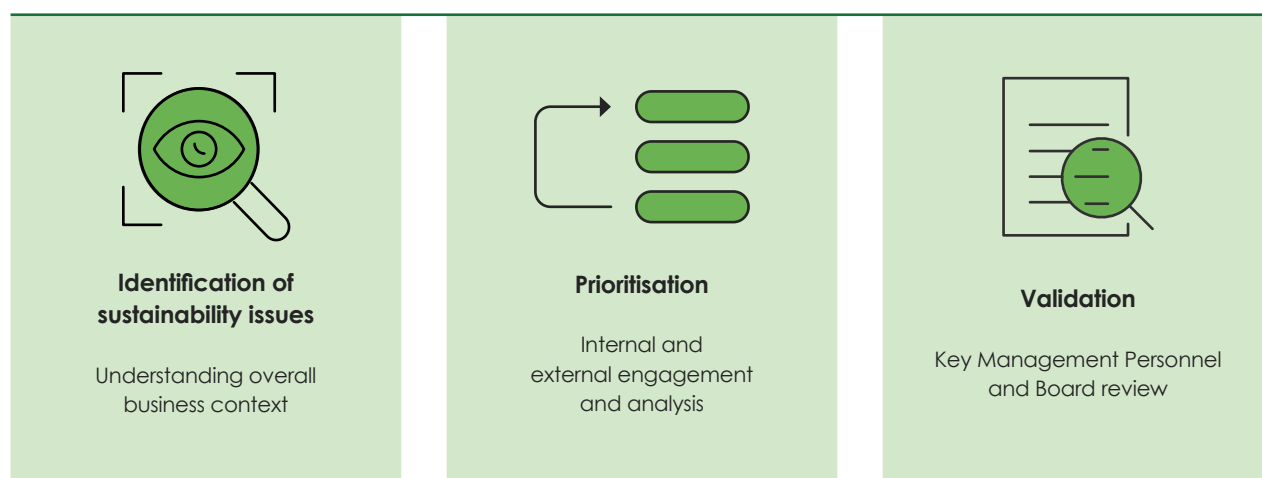 Identification of
sustainability issues
Understanding overall
business context
Prioritisation
Internal and
external engagement
and analysis
Validation
Key Management Personnel
and Board review